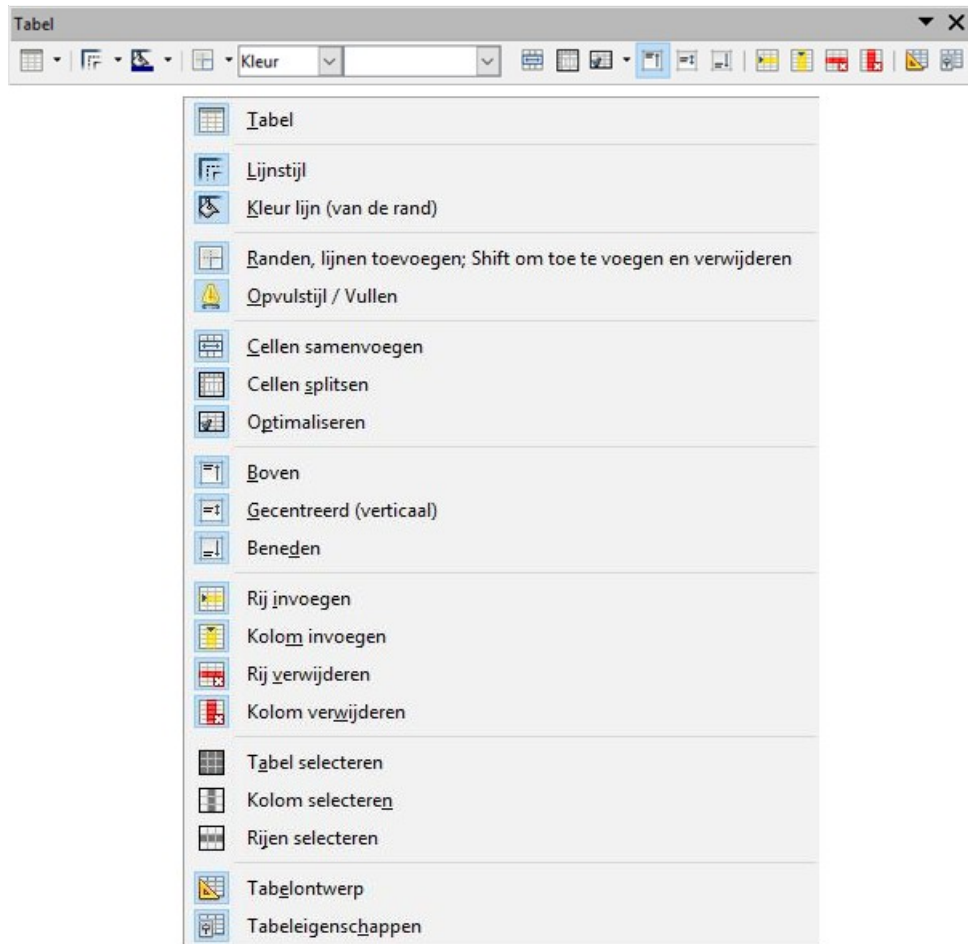 Tabel
Kleur
Tabel
Lijnstijl
Kleur lijn (van de rand)
Randen, lijnen toevoegen; Shift om toe te voegen en verwijderen
Opvulstijl / Vullen
Cellen samenvoegen
Cellen splitsen
Optimaliseren
Boven
Gecentreerd (verticaal)
Beneden
Rij invoegen
Kolom invoegen
Rij verwijderen
Kolom verwijderen
Tabel selecteren
Kolom selecteren
Rijen selecteren
Tabelontwerp
Tabeleigenschappen